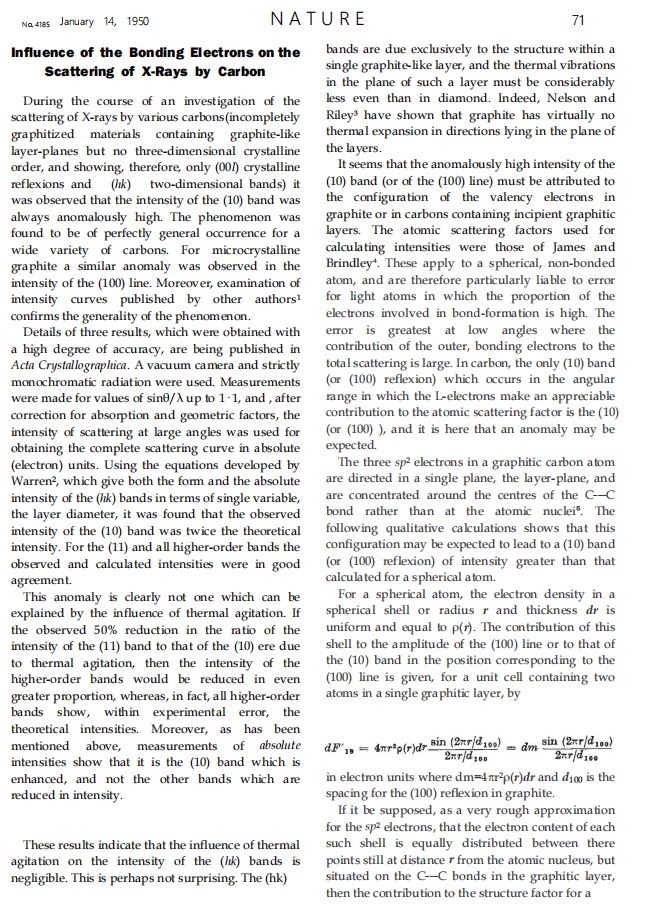 No. 4185 January 14, 1950 NATURE 71
Influence of the Bonding Electrons on the
Scattering of X-Rays by Carbon
During the course of an investigation of the
scattering of X-rays by various carbons(incompletely
graphitized materials containing graphite-like
layer-planes but no three-dimensional crystalline
order, and showing, therefore, only (00l) crystalline
reflexions and (hk) two-dimensional bands) it
was observed that the intensity of the (10) band was
always anomalously high. The phenomenon was
found to be of perfectly general occurrence for a
wide variety of carbons. For microcrystalline
graphite a similar anomaly was observed in the
intensity of the (100) line. Moreover, examination of
intensity curves published by other authors¹
confirms the generality of the phenomenon.
Details of three results, which were obtained with
a high degree of accuracy, are being published in
Acta Crystallographica. A vacuum camera and strictly
monochromatic radiation were used. Measurements
were made for values of sinθ/λ up to 1·1, and , after
correction for absorption and geometric factors, the
intensity of scattering at large angles was used for
obtaining the complete scattering curve in absolute
(electron) units. Using the equations developed by
Warren², which give both the form and the absolute
intensity of the (hk) bands in terms of single variable,
the layer diameter, it was found that the observed
intensity of the (10) band was twice the theoretical
intensity. For the (11) and all higher-order bands the
observed and calculated intensities were in good
agreement.
This anomaly is clearly not one which can be
explained by the influence of thermal agitation. If
the observed 50% reduction in the ratio of the
intensity of the (11) band to that of the (10) ere due
to thermal agitation, then the intensity of the
higher-order bands would be reduced in even
greater proportion, whereas, in fact, all higher-order
bands show, within experimental error, the
theoretical intensities. Moreover, as has been
mentioned above, measurements of absolute
intensities show that it is the (10) band which is
enhanced, and not the other bands which are
reduced in intensity.
These results indicate that the influence of thermal
agitation on the intensity of the (hk) bands is
negligible. This is perhaps not surprising. The (hk)
bands are due exclusively to the structure within a
single graphite-like layer, and the thermal vibrations
in the plane of such a layer must be considerably
less even than in diamond. Indeed, Nelson and
Riley³ have shown that graphite has virtually no
thermal expansion in directions lying in the plane of
the layers.
It seems that the anomalously high intensity of the
(10) band (or of the (100) line) must be attributed to
the configuration of the valency electrons in
graphite or in carbons containing incipient graphitic
layers. The atomic scattering factors used for
calculating intensities were those of James and
Brindley⁴. These apply to a spherical, non-bonded
atom, and are therefore particularly liable to error
for light atoms in which the proportion of the
electrons involved in bond-formation is high. The
error is greatest at low angles where the
contribution of the outer, bonding electrons to the
total scattering is large. In carbon, the only (10) band
(or (100) reflexion) which occurs in the angular
range in which the L-electrons make an appreciable
contribution to the atomic scattering factor is the (10)
(or (100) ), and it is here that an anomaly may be
expected.
The three sp² electrons in a graphitic carbon atom
are directed in a single plane, the layer-plane, and
are concentrated around the centres of the C—C
bond rather than at the atomic nuclei⁵. The
following qualitative calculations shows that this
configuration may be expected to lead to a (10) band
(or (100) reflexion) of intensity greater than that
calculated for a spherical atom.
For a spherical atom, the electron density in a
spherical shell or radius r and thickness dr is
uniform and equal to ρ(r). The contribution of this
shell to the amplitude of the (100) line or to that of
the (10) band in the position corresponding to the
(100) line is given, for a unit cell containing two
atoms in a single graphitic layer, by
dF′₁₀ = 4πr²ρ(r)dr sin (2πr/d₁₀₀) / 2πr/d₁₀₀ = dm sin (2πr/d₁₀₀) / 2πr/d₁₀₀
in electron units where dm=4πr²ρ(r)dr and d₁₀₀ is the
spacing for the (100) reflexion in graphite.
If it be supposed, as a very rough approximation
for the sp² electrons, that the electron content of each
such shell is equally distributed between there
points still at distance r from the atomic nucleus, but
situated on the C—C bonds in the graphitic layer,
then the contribution to the structure factor for a